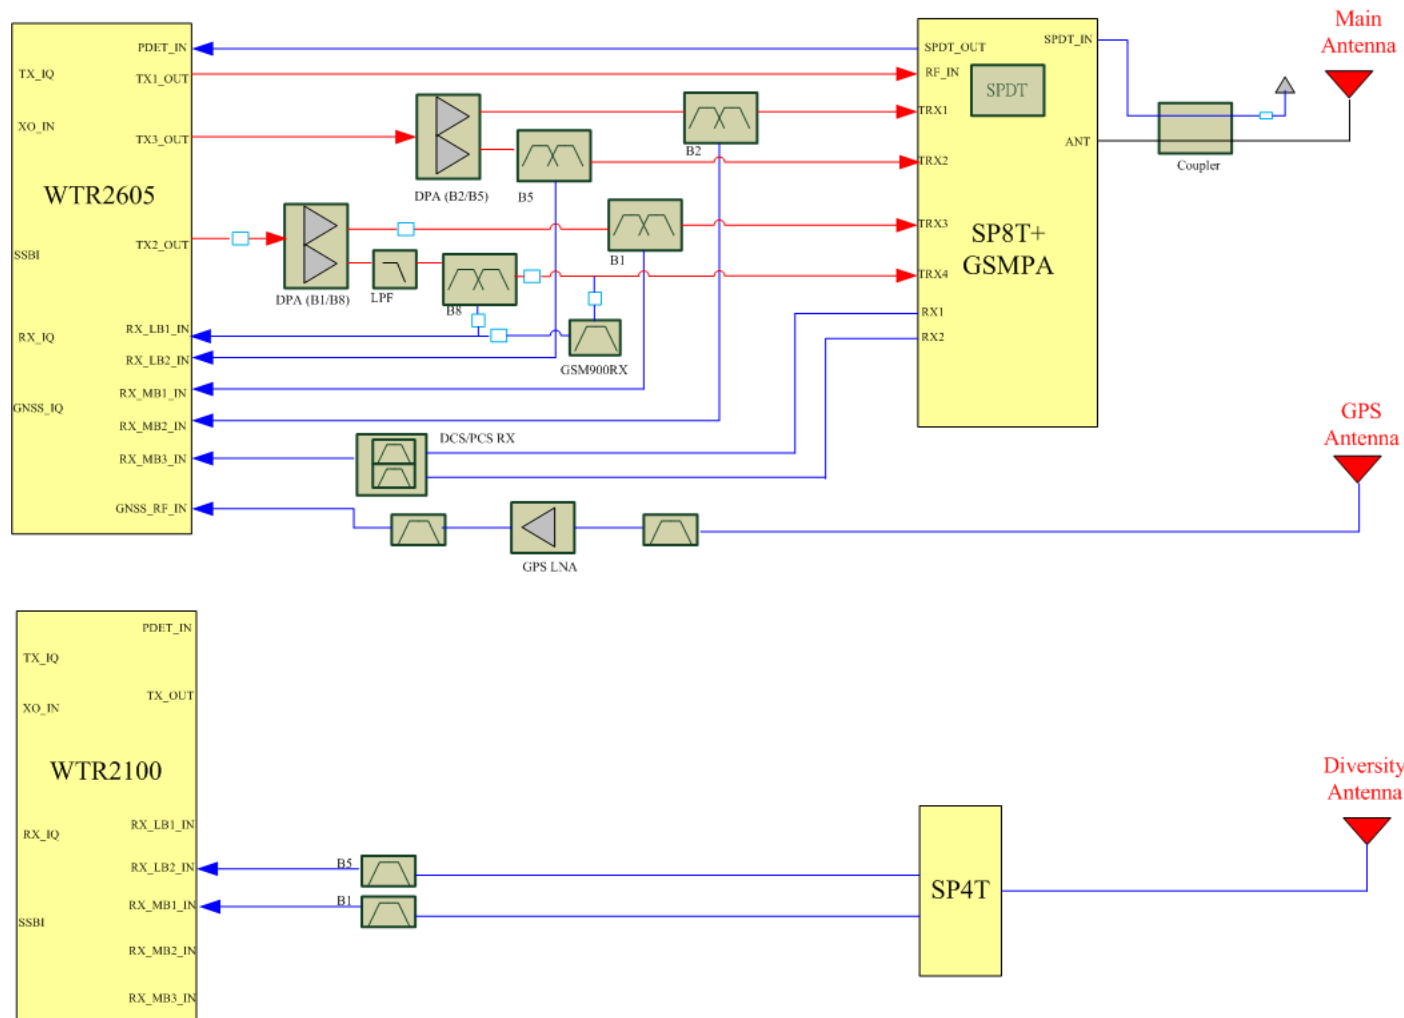 Main
Antenna
PDET_IN
TX_IQ
TX1_OUT
XO_IN
TX3_OUT
WTR2605
TX2_OUT
SSBI
RX_LB1_IN
RX_IQ
RX_LB2_IN
RX_MB1_IN
GNSS_IQ
RX_MB2_IN
RX_MB3_IN
GNSS_RF_IN
DPA (B2/B5)
B5
B2
DPA (B1/B8)
LPF
B8
B1
GSM900RX
DCS/PCS RX
GPS LNA
SPDT_OUT
SPDT_IN
RF_IN
SPDT
TRX1
ANT
TRX2
TRX3
SP8T+
GSMPA
TRX4
RX1
RX2
Coupler
GPS
Antenna
PDET_IN
TX_IQ
TX_OUT
XO_IN
WTR2100
RX_LB1_IN
RX_IQ
RX_LB2_IN
RX_MB1_IN
SSBI
RX_MB2_IN
RX_MB3_IN
B5
B1
SP4T
Diversity
Antenna